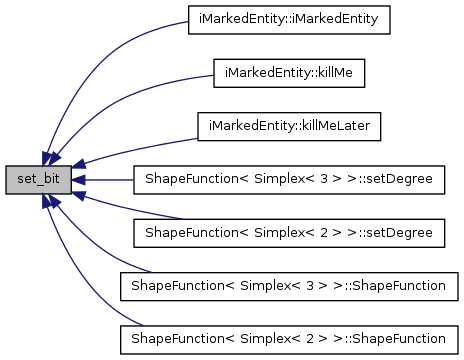 iMarkedEntity::iMarkedEntity
iMarkedEntity::killMe
iMarkedEntity::killMeLater
set_bit
ShapeFunction< Simplex< 3 > >::setDegree
ShapeFunction< Simplex< 2 > >::setDegree
ShapeFunction< Simplex< 3 > >::ShapeFunction
ShapeFunction< Simplex< 2 > >::ShapeFunction